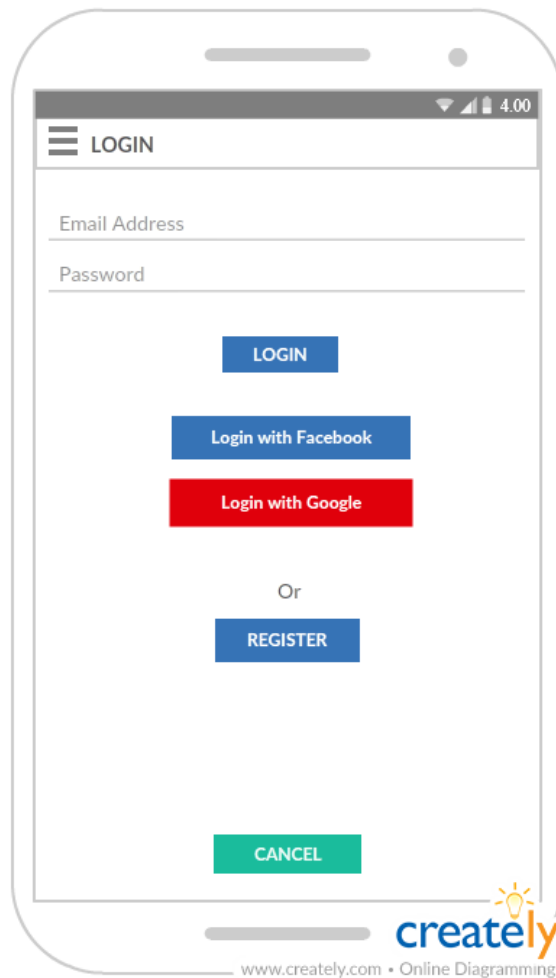 4.00
LOGIN
Email Address
Password
LOGIN
Login with Facebook
Login with Google
Or
REGISTER
CANCEL
creately
www.creately.com • Online Diagramming